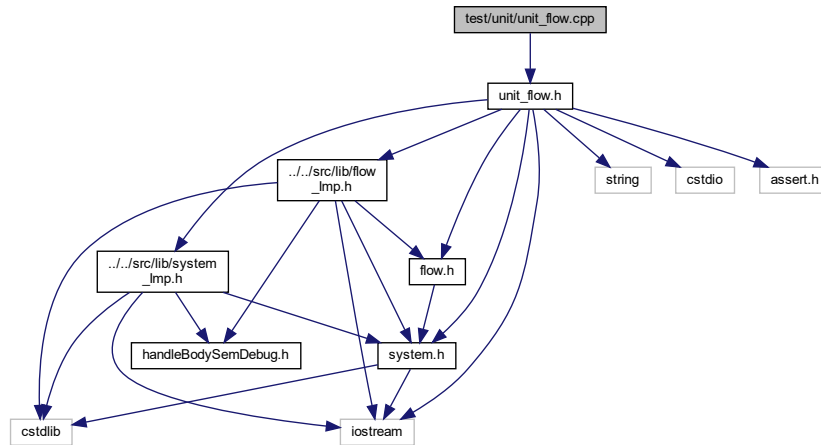 test/unit/unit_flow.cpp
unit_flow.h
../../src/lib/flow
_Imp.h
string
cstdio
assert.h
../../src/lib/system
_Imp.h
flow.h
handleBodySemDebug.h
system.h
cstdlib
iostream